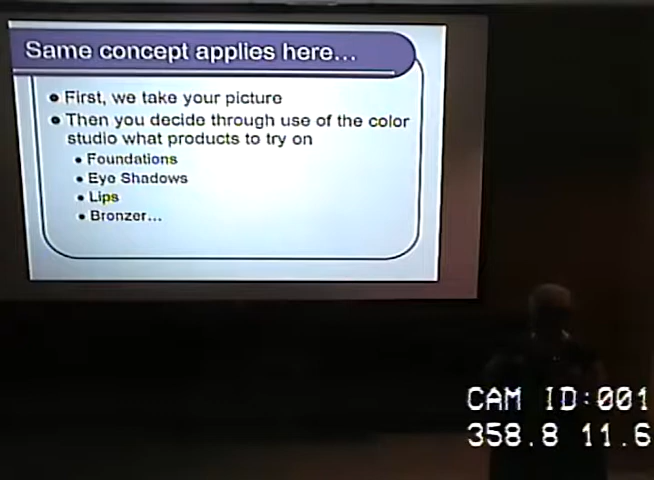 Same concept applies here...
First, we take your picture
Then you decide through use of the color
studio what products to try on
Foundations
Eye Shadows
Lips
Bronzer...
CAM ID:001
358.8 11.6